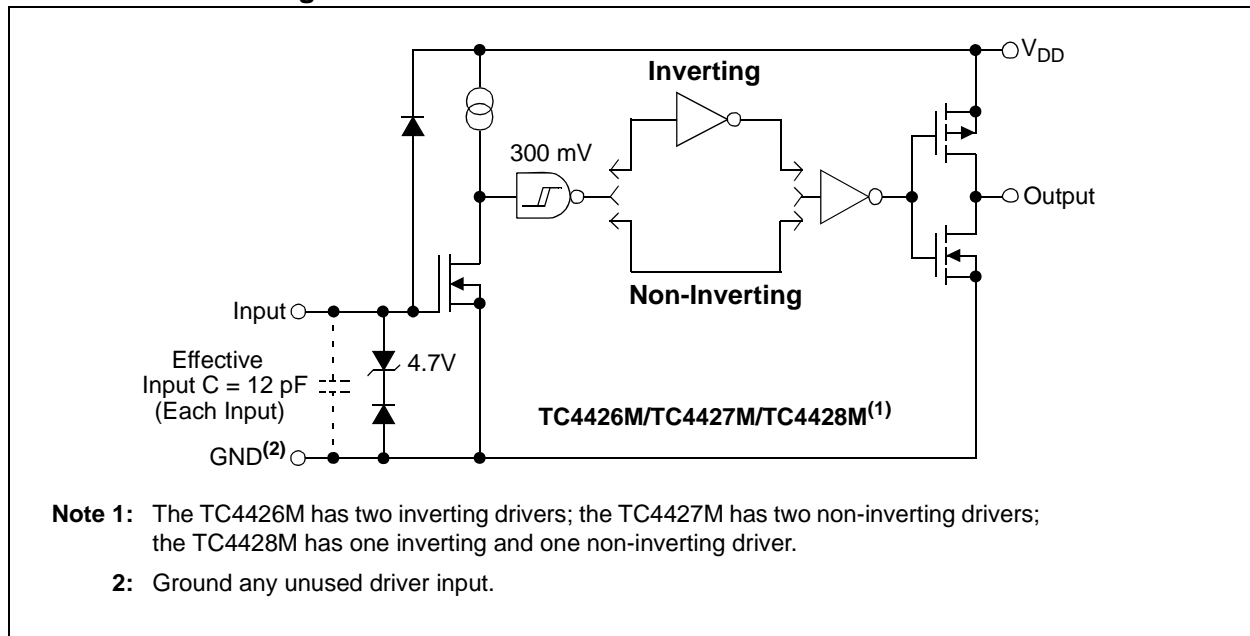 V_DD
Inverting
300 mV
Output
Non-Inverting
Input
4.7V
Effective
Input C = 12 pF
(Each Input)
TC4426M/TC4427M/TC4428M(1)
GND(2)
Note 1: The TC4426M has two inverting drivers; the TC4427M has two non-inverting drivers;
the TC4428M has one inverting and one non-inverting driver.
2: Ground any unused driver input.